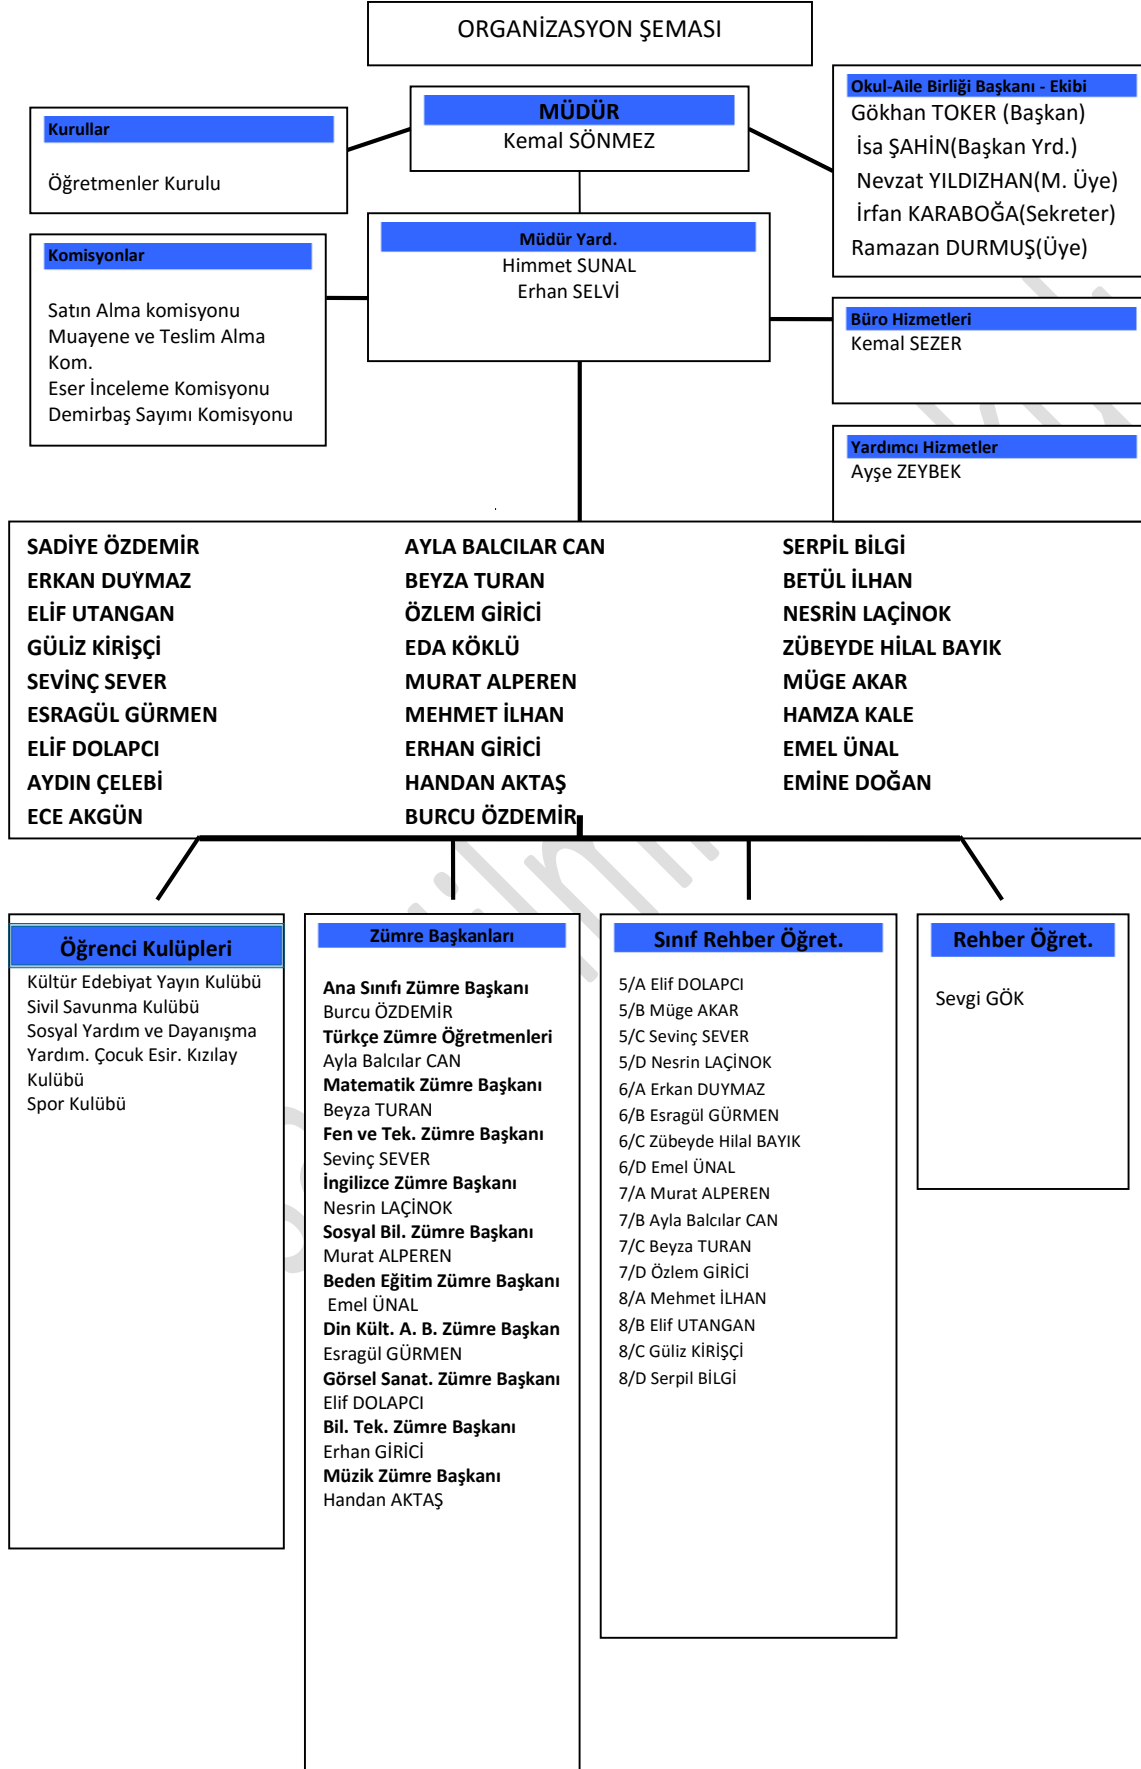 ORGANİZASYON ŞEMASI
MÜDÜR
Kemal SÖNMEZ
Kurullar
Öğretmenler Kurulu
Okul-Aile Birliği Başkanı - Ekibi
Gökhan TOKER (Başkan)
İsa ŞAHİN(Başkan Yrd.)
Nevzat YILDIZHAN(M. Üye)
İrfan KARABOĞA(Sekreter)
Ramazan DURMUŞ(Üye)
Komisyonlar
Satın Alma komisyonu
Muayene ve Teslim Alma
Kom.
Eser İnceleme Komisyonu
Demirbaş Sayımı Komisyonu
Müdür Yard.
Himmet SUNAL
Erhan SELVİ
Büro Hizmetleri
Kemal SEZER
Yardımcı Hizmetler
Ayşe ZEYBEK
SADİYE ÖZDEMİR
ERKAN DUYMAZ
ELİF UTANGAN
GÜLİZ KİRİŞÇİ
SEVİNÇ SEVER
ESRAGÜL GÜRMEN
ELİF DOLAPCI
AYDIN ÇELEBİ
ECE AKGÜN
AYLA BALCILAR CAN
BEYZA TURAN
ÖZLEM GİRİCİ
EDA KÖKLÜ
MURAT ALPEREN
MEHMET İLHAN
ERHAN GİRİCİ
HANDAN AKTAŞ
BURCU ÖZDEMİR
SERPİL BİLGİ
BETÜL İLHAN
NESRİN LAÇİNOK
ZÜBEYDE HİLAL BAYIK
MÜGE AKAR
HAMZA KALE
EMEL ÜNAL
EMİNE DOĞAN
Öğrenci Kulüpleri
Kültür Edebiyat Yayın Kulübü
Sivil Savunma Kulübü
Sosyal Yardım ve Dayanışma
Yardım. Çocuk Esir. Kızılay
Kulübü
Spor Kulübü
Zümre Başkanları
Ana Sınıfı Zümre Başkanı
Burcu ÖZDEMİR
Türkçe Zümre Öğretmenleri
Ayla Balcılar CAN
Matematik Zümre Başkanı
Beyza TURAN
Fen ve Tek. Zümre Başkanı
Sevinç SEVER
İngilizce Zümre Başkanı
Nesrin LAÇİNOK
Sosyal Bil. Zümre Başkanı
Murat ALPEREN
Beden Eğitim Zümre Başkanı
Emel ÜNAL
Din Kült. A. B. Zümre Başkan
Esragül GÜRMEN
Görsel Sanat. Zümre Başkanı
Elif DOLAPCI
Bil. Tek. Zümre Başkanı
Erhan GİRİCİ
Müzik Zümre Başkanı
Handan AKTAŞ
Sınıf Rehber Öğret.
5/A Elif DOLAPCI
5/B Müge AKAR
5/C Sevinç SEVER
5/D Nesrin LAÇİNOK
6/A Erkan DUYMAZ
6/B Esragül GÜRMEN
6/C Zübeyde Hilal BAYIK
6/D Emel ÜNAL
7/A Murat ALPEREN
7/B Ayla Balcılar CAN
7/C Beyza TURAN
7/D Özlem GİRİCİ
8/A Mehmet İLHAN
8/B Elif UTANGAN
8/C Güliz KİRİŞÇİ
8/D Serpil BİLGİ
Rehber Öğret.
Sevgi GÖK